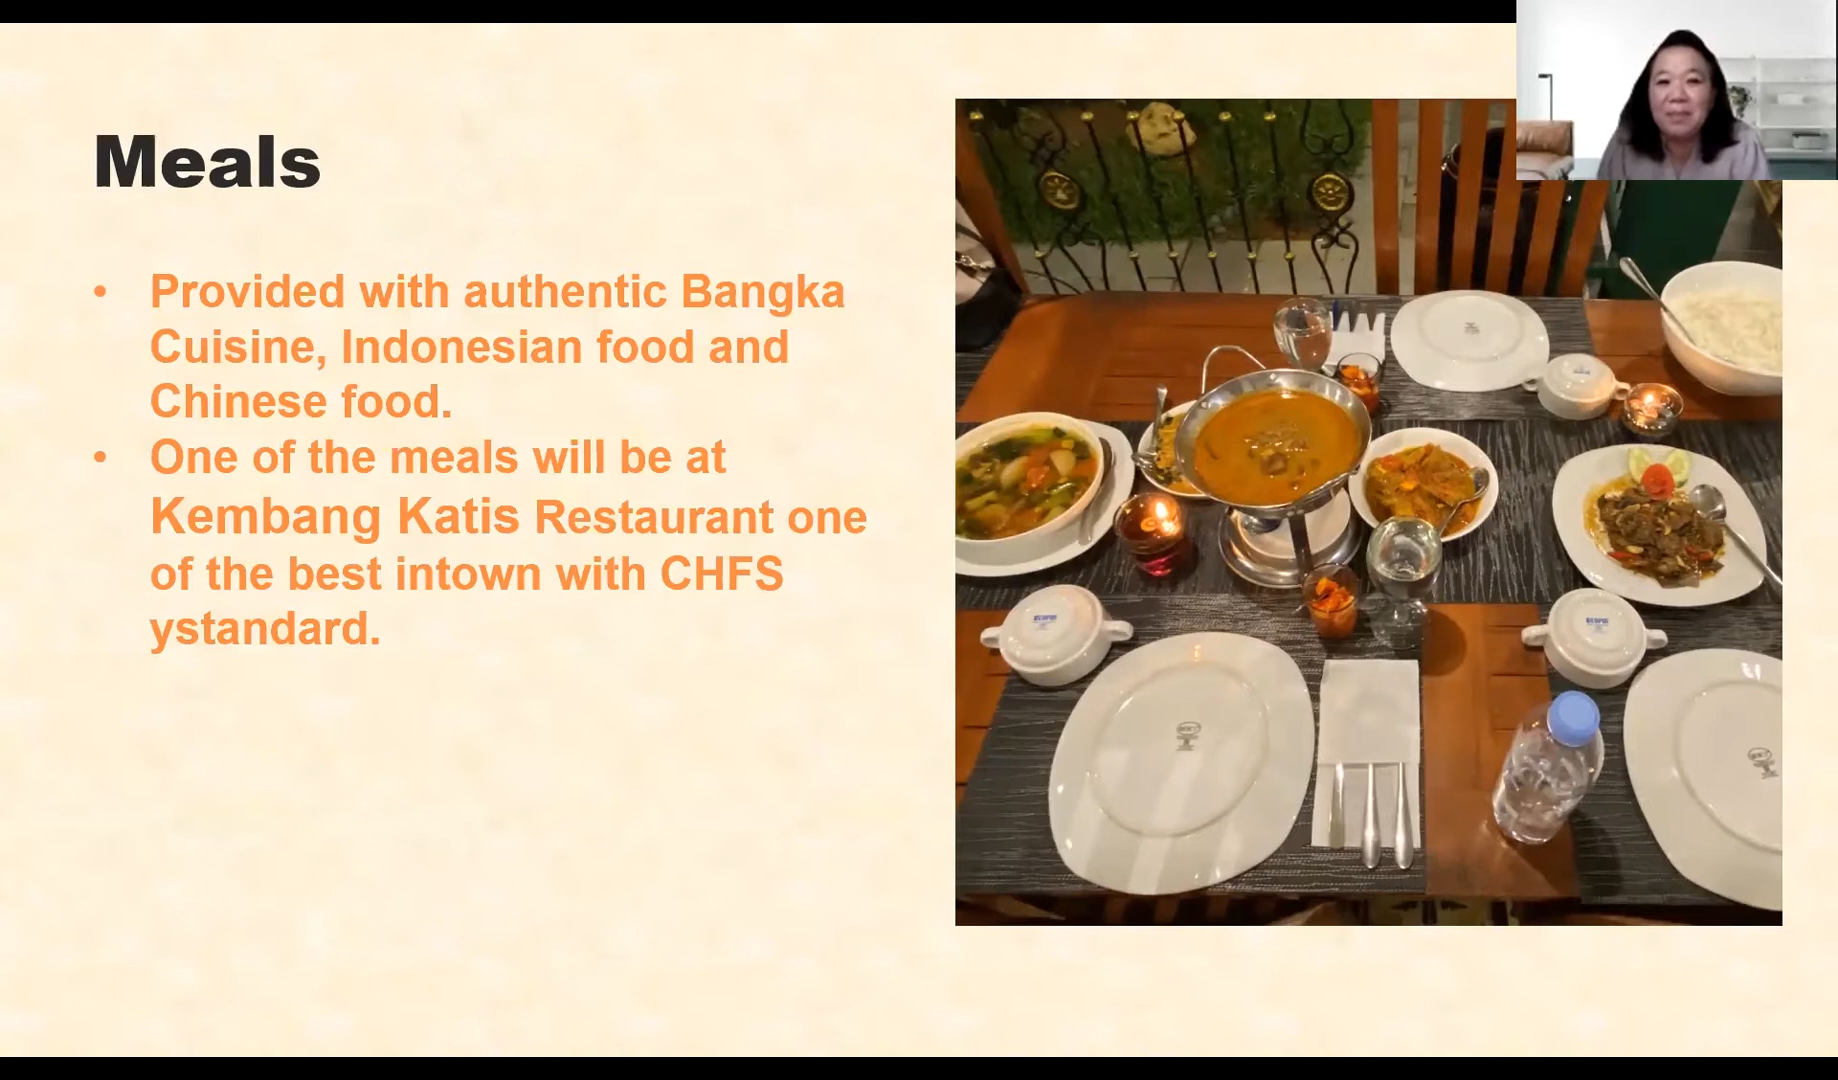 Meals
• Provided with authentic Bangka
Cuisine, Indonesian food and
Chinese food.
• One of the meals will be at
Kembang Katis Restaurant one
of the best intown with CHFS
ystandard.